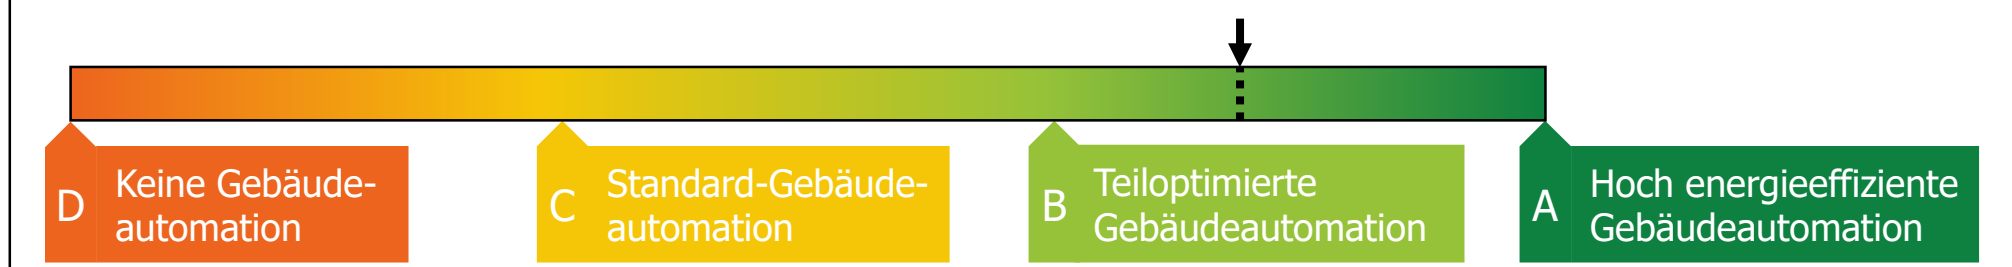 D
Keine Gebäude-
automation
C
Standard-Gebäude-
automation
B
Teiloptimierte
Gebäudeautomation
A
Hoch energieeffiziente
Gebäudeautomation